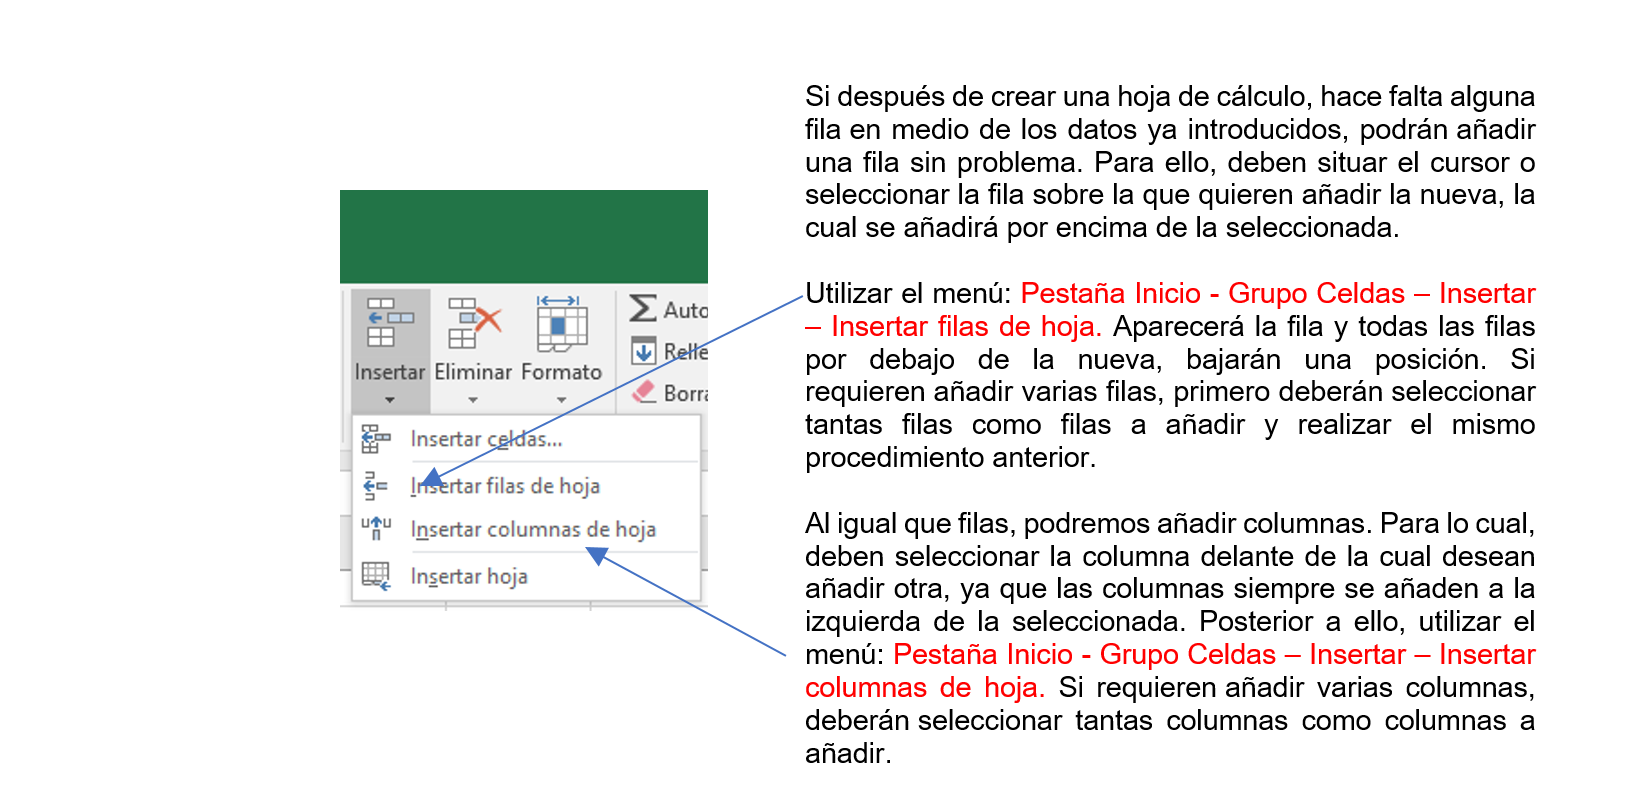 Si después de crear una hoja de cálculo, hace falta alguna
fila en medio de los datos ya introducidos, podrán añadir
una fila sin problema. Para ello, deben situar el cursor o
seleccionar la fila sobre la que quieren añadir la nueva, la
cual se añadirá por encima de la seleccionada.
Utilizar el menú: Pestaña Inicio - Grupo Celdas – Insertar
– Insertar filas de hoja. Aparecerá la fila y todas las filas
por debajo de la nueva, bajarán una posición. Si
requieren añadir varias filas, primero deberán seleccionar
tantas filas como filas a añadir y realizar el mismo
procedimiento anterior.
Al igual que filas, podremos añadir columnas. Para lo cual,
deben seleccionar la columna delante de la cual desean
añadir otra, ya que las columnas siempre se añaden a la
izquierda de la seleccionada. Posterior a ello, utilizar el
menú: Pestaña Inicio - Grupo Celdas – Insertar – Insertar
columnas de hoja. Si requieren añadir varias columnas,
deberán seleccionar tantas columnas como columnas a
añadir.
Insertar Eliminar Formato
Σ Auto
Relle
Borra
Insertar celdas...
Insertar filas de hoja
Insertar columnas de hoja
Insertar hoja